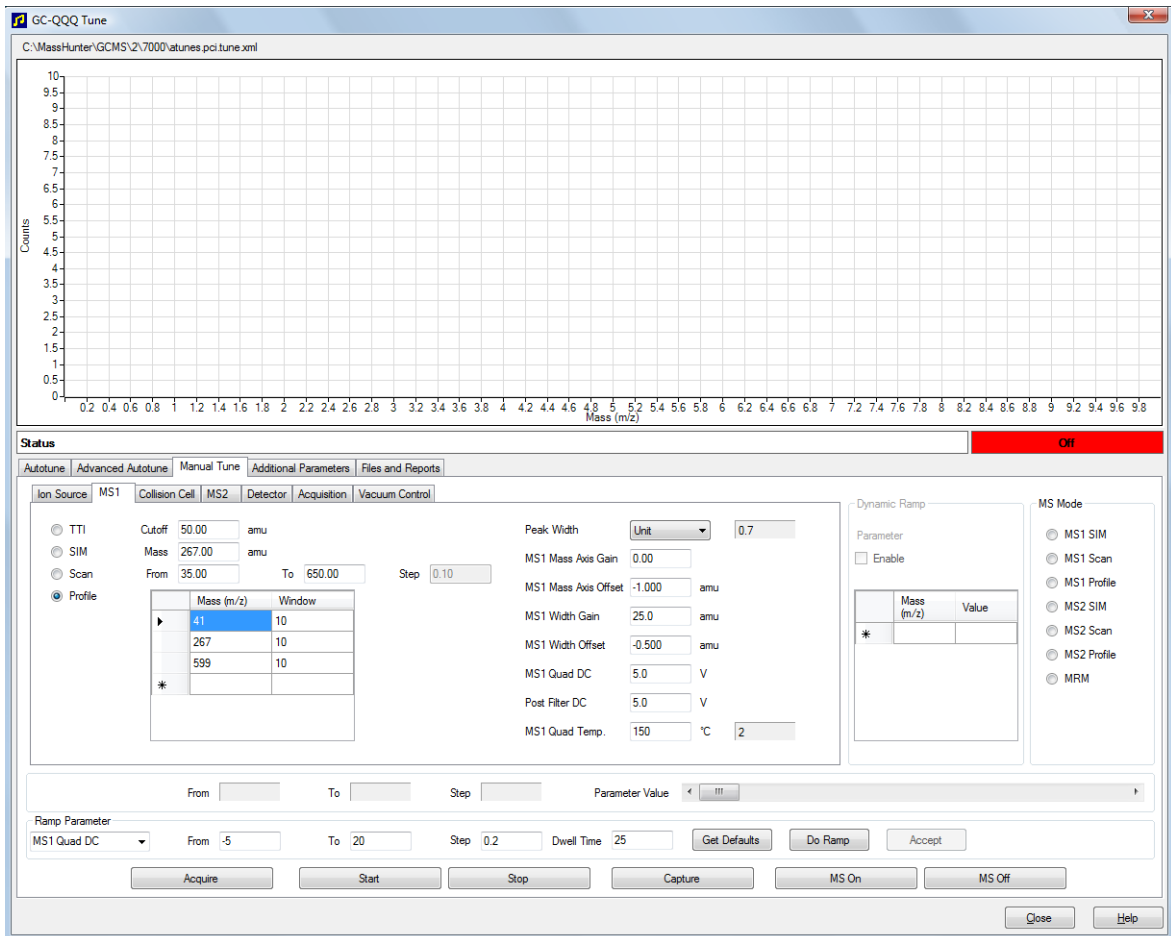 GC-QQQ Tune
C:\MassHunter\GCMS\2\7000\atunes.pci.tune.xml
10
9.5
9
8.5
8
7.5
7
6.5
6
5.5
5
4.5
4
3.5
3
2.5
2
1.5
1
0.5
0
Counts
0.2 0.4 0.6 0.8 1 1.2 1.4 1.6 1.8 2 2.2 2.4 2.6 2.8 3 3.2 3.4 3.6 3.8 4 4.2 4.4 4.6 4.8 5 5.2 5.4 5.6 5.8 6 6.2 6.4 6.6 6.8 7 7.2 7.4 7.6 7.8 8 8.2 8.4 8.6 8.8 9 9.2 9.4 9.6 9.8
Mass (m/z)
Status Off
Autotune Advanced Autotune Manual Tune Additional Parameters Files and Reports
Ion Source MS1 Collision Cell MS2 Detector Acquisition Vacuum Control
TTI Cutoff 50.00 amu
SIM Mass 267.00 amu
Scan From 35.00 To 650.00 Step 0.10
Profile
Mass (m/z) Window
41 10
267 10
599 10
Peak Width Unit 0.7
MS1 Mass Axis Gain 0.00
MS1 Mass Axis Offset -1.000 amu
MS1 Width Gain 25.0 amu
MS1 Width Offset -0.500 amu
MS1 Quad DC 5.0 V
Post Filter DC 5.0 V
MS1 Quad Temp. 150 °C 2
Dynamic Ramp
Parameter
Enable
Mass (m/z) Value
MS Mode
MS1 SIM
MS1 Scan
MS1 Profile
MS2 SIM
MS2 Scan
MS2 Profile
MRM
From To Step Parameter Value
Ramp Parameter
MS1 Quad DC From -5 To 20 Step 0.2 Dwell Time 25 Get Defaults Do Ramp Accept
Acquire Start Stop Capture MS On MS Off
Close Help